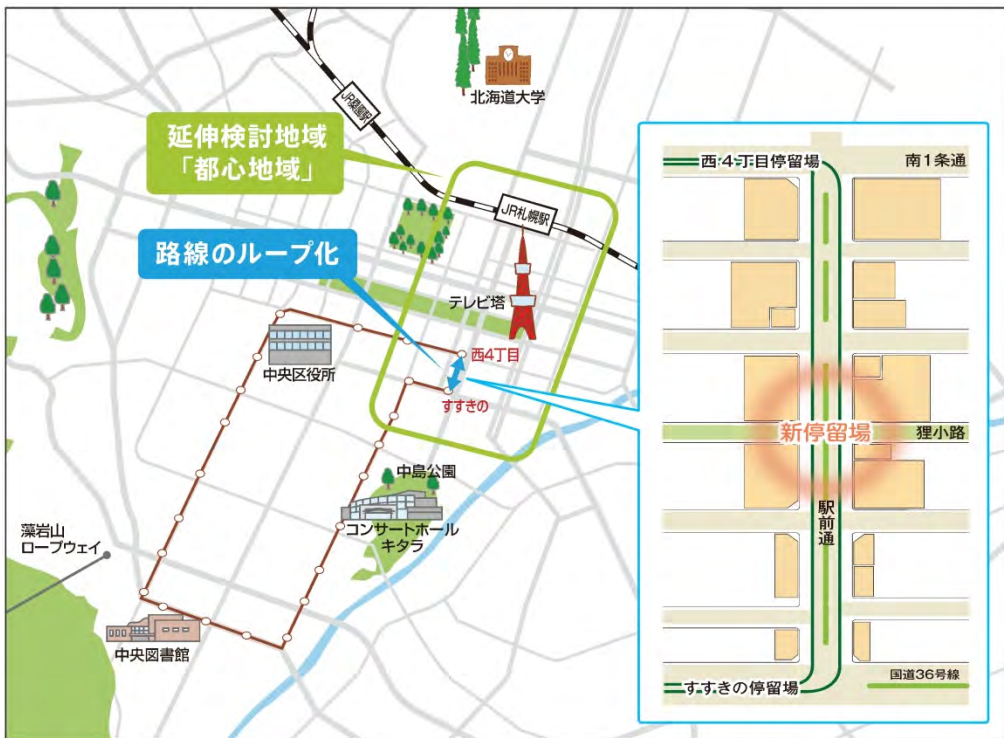 北海道大学
JR桑園駅
延伸検討地域
「都心地域」
JR札幌駅
路線のループ化
テレビ塔
西4丁目
中央区役所
すすきの
中島公園
コンサートホール
キタラ
藻岩山
ロープウェイ
中央図書館
西4丁目停留場
南1条通
新停留場
狸小路
駅前通
国道36号線
すすきの停留場